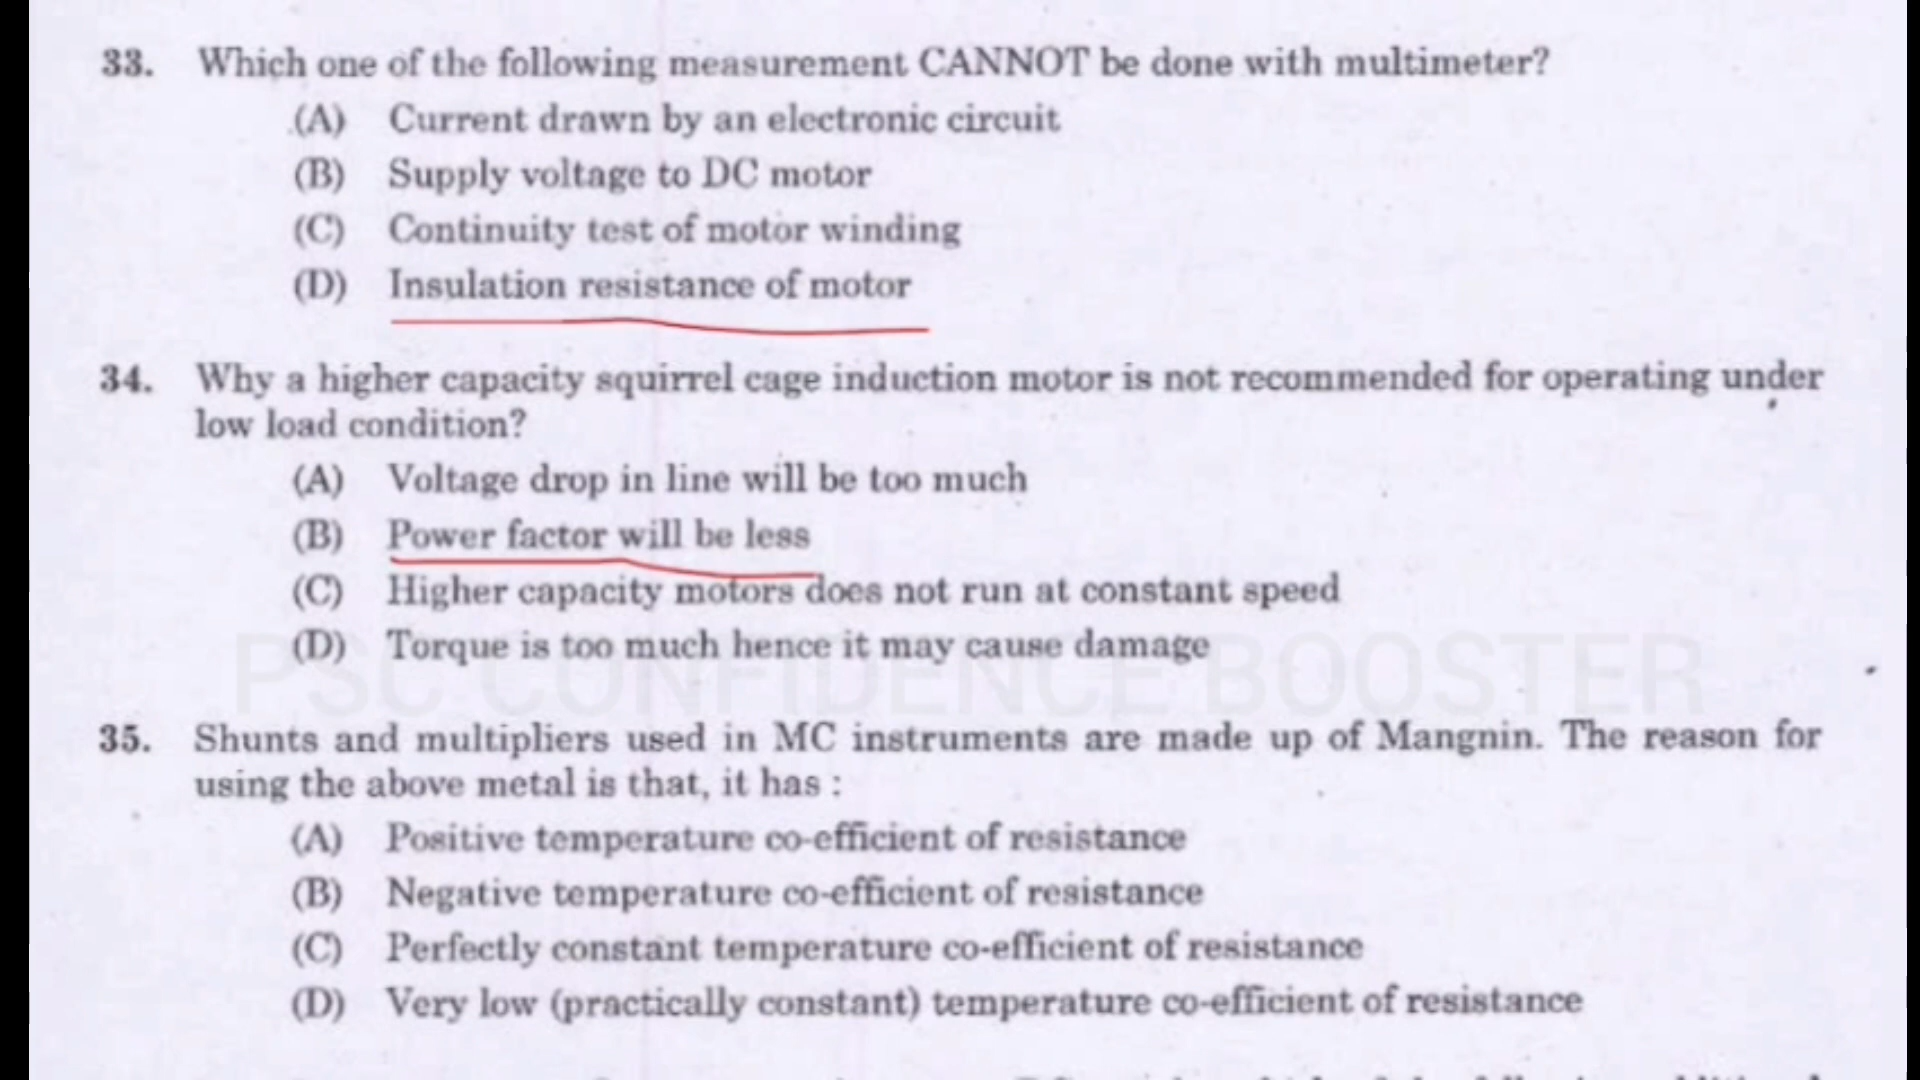 33. Which one of the following measurement CANNOT be done with multimeter?
(A) Current drawn by an electronic circuit
(B) Supply voltage to DC motor
(C) Continuity test of motor winding
(D) Insulation resistance of motor
34. Why a higher capacity squirrel cage induction motor is not recommended for operating under
low load condition?
(A) Voltage drop in line will be too much
(B) Power factor will be less
(C) Higher capacity motors does not run at constant speed
(D) Torque is too much hence it may cause damage
PSC CONFIDENCE BOOSTER
35. Shunts and multipliers used in MC instruments are made up of Mangnin. The reason for
using the above metal is that, it has :
(A) Positive temperature co-efficient of resistance
(B) Negative temperature co-efficient of resistance
(C) Perfectly constant temperature co-efficient of resistance
(D) Very low (practically constant) temperature co-efficient of resistance